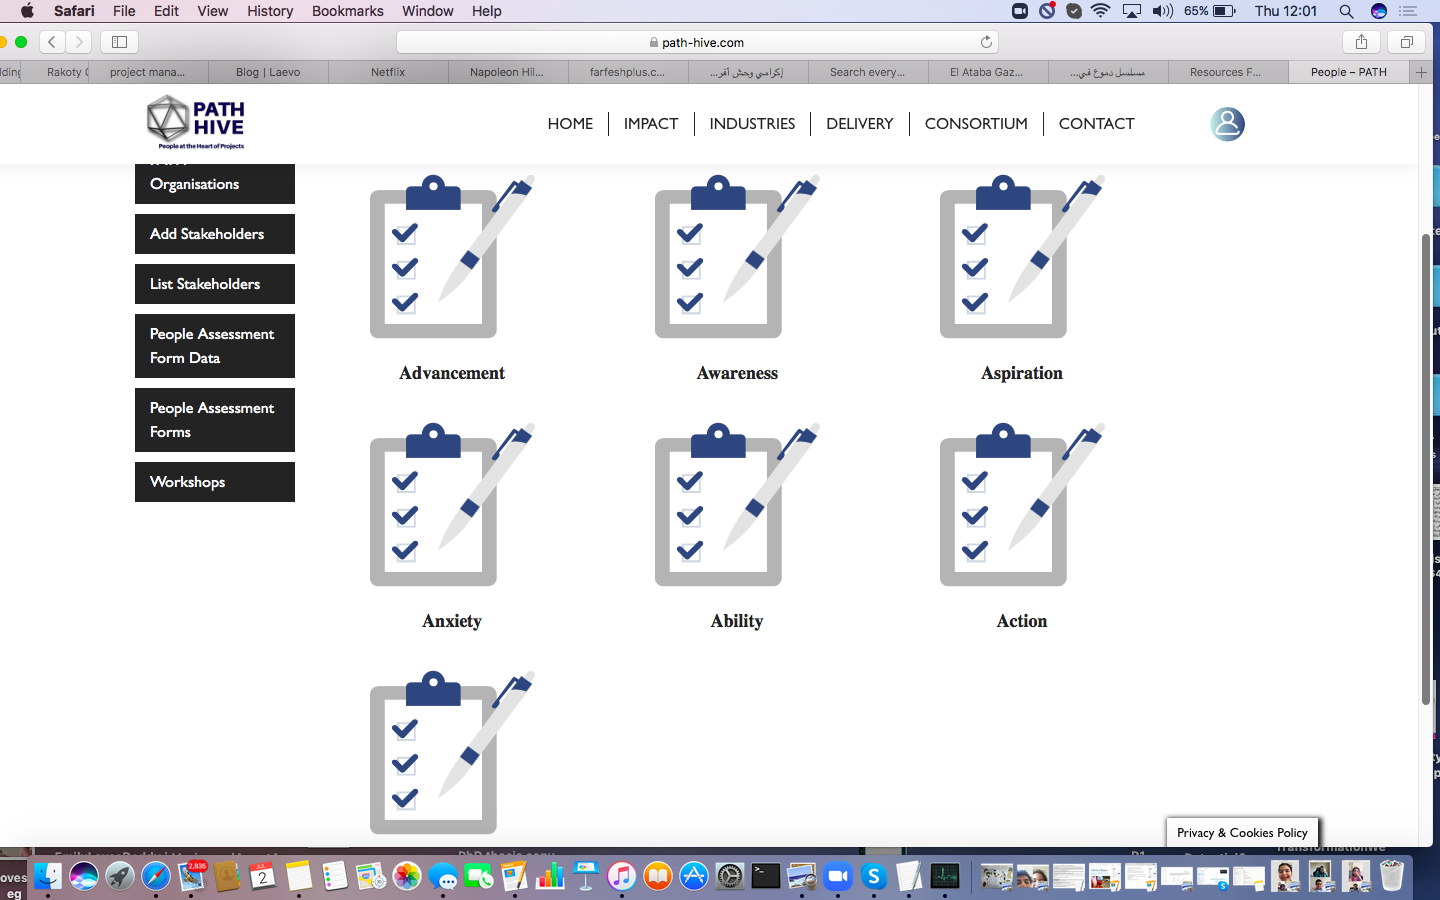 Safari File Edit View History Bookmarks Window Help 65% Thu 12:01
path-hive.com
project mana... Blog | Laevo Netflix Napoleon Hil... farfeshplus.c... إكرامي وحش أفر... Search every... El Ataba Gaz... مسلسل دموع في... Resources F... People – PATH
PATH
HIVE
People at the Heart of Projects
HOME IMPACT INDUSTRIES DELIVERY CONSORTIUM CONTACT
Organisations
Add Stakeholders
List Stakeholders
People Assessment
Form Data
People Assessment
Forms
Workshops
Advancement Awareness Aspiration
Anxiety Ability Action
Privacy & Cookies Policy
2,835
JUL
2